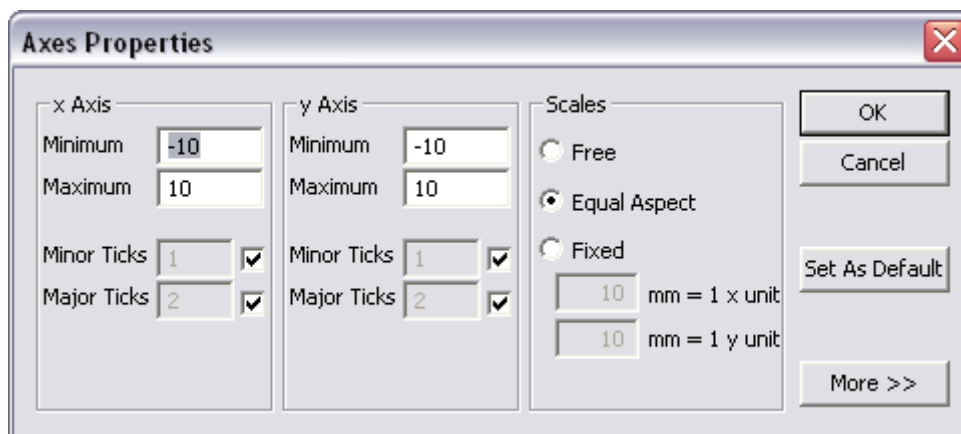 Axes Properties
x Axis
Minimum -10
Maximum 10
Minor Ticks 1
Major Ticks 2
y Axis
Minimum -10
Maximum 10
Minor Ticks 1
Major Ticks 2
Scales
Free
Equal Aspect
Fixed
10 mm = 1 x unit
10 mm = 1 y unit
OK
Cancel
Set As Default
More >>